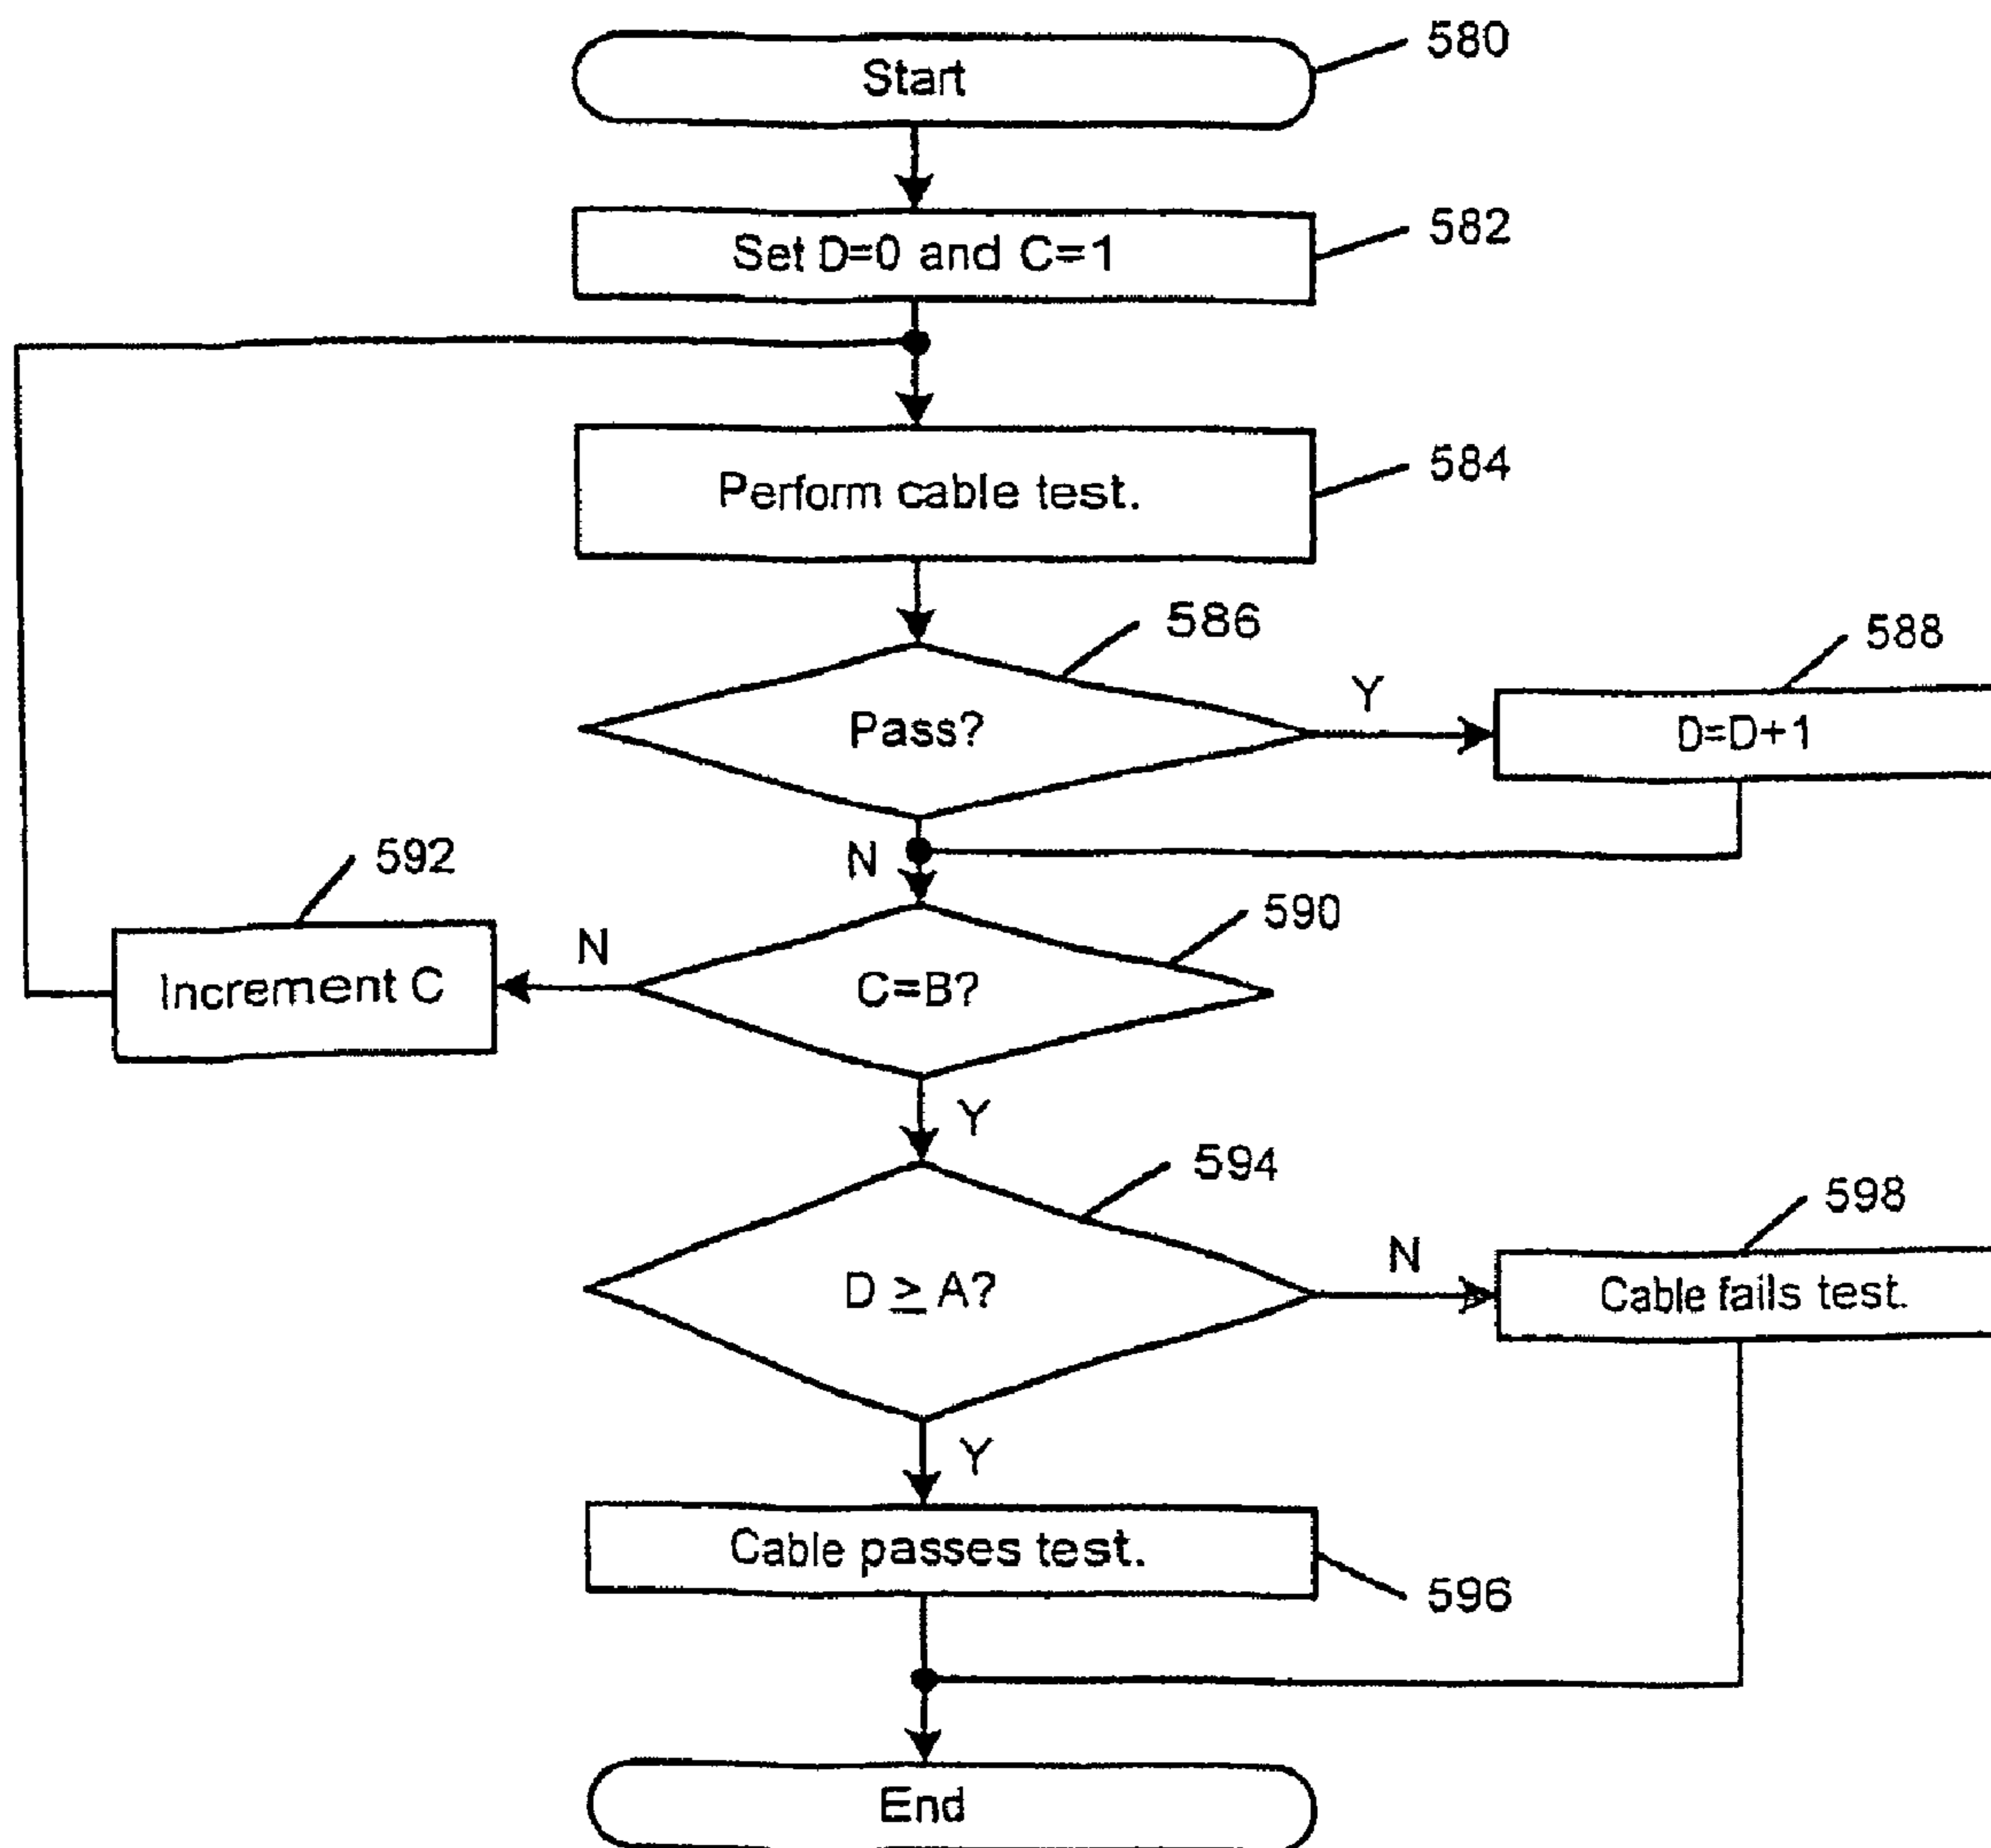 Start
580
Set D=0 and C=1
582
Perform cable test.
584
586
Pass?
Y
588
D=D+1
N
592
Increment C
N
590
C=B?
Y
594
D ≥ A?
N
598
Cable fails test.
Y
Cable passes test.
596
End